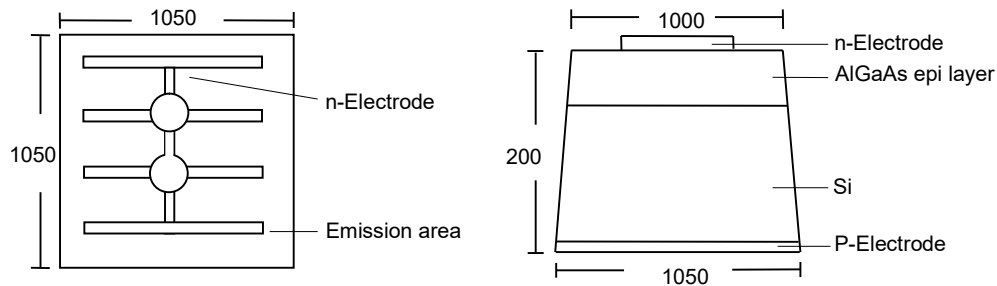 1050
n-Electrode
1050
Emission area
1000
n-Electrode
AlGaAs epi layer
200
Si
P-Electrode
1050